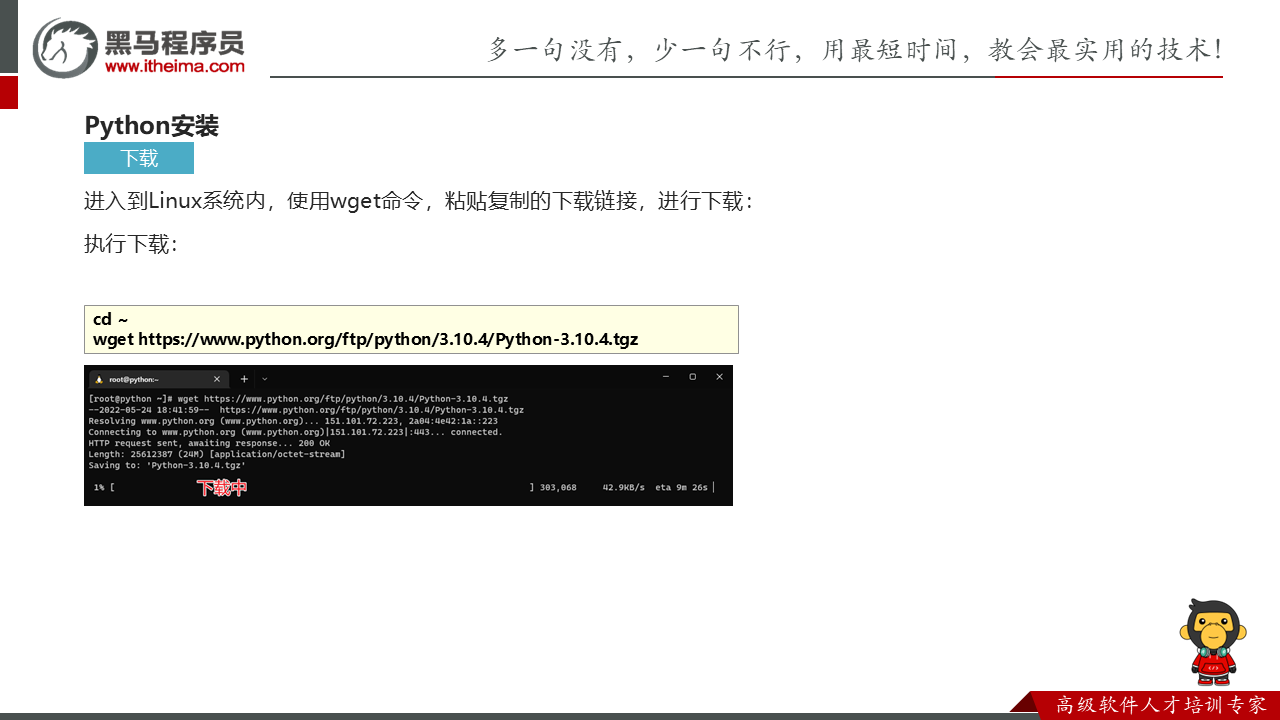 黑马程序员
www.itheima.com
多一句没有，少一句不行，用最短时间，教会最实用的技术！
Python安装
下载
进入到Linux系统内，使用wget命令，粘贴复制的下载链接，进行下载：
执行下载：
cd ~
wget https://www.python.org/ftp/python/3.10.4/Python-3.10.4.tgz
root@python:~
[root@python ~]# wget https://www.python.org/ftp/python/3.10.4/Python-3.10.4.tgz
--2022-05-24 18:41:59--  https://www.python.org/ftp/python/3.10.4/Python-3.10.4.tgz
Resolving www.python.org (www.python.org)... 151.101.72.223, 2a04:4e42:1a::223
Connecting to www.python.org (www.python.org)|151.101.72.223|:443... connected.
HTTP request sent, awaiting response... 200 OK
Length: 25612387 (24M) [application/octet-stream]
Saving to: 'Python-3.10.4.tgz'
1% [ 下载中 ] 303,068 42.9KB/s eta 9m 26s
高级软件人才培训专家